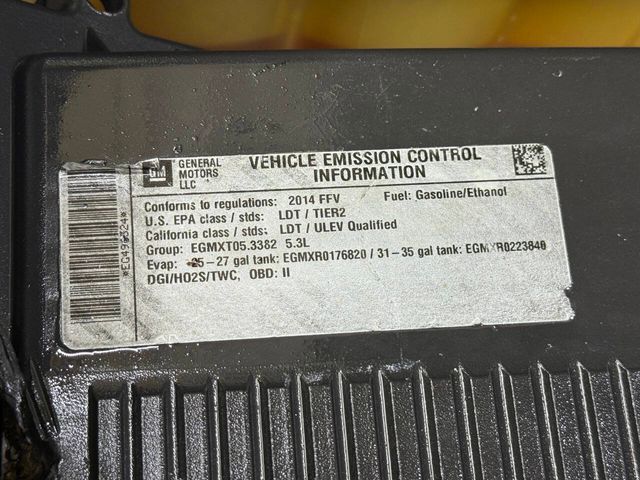 GM
GENERAL
MOTORS
LLC
VEHICLE EMISSION CONTROL
INFORMATION
Conforms to regulations: 2014 FFV Fuel: Gasoline/Ethanol
U.S. EPA class / stds: LDT / TIER2
California class / stds: LDT / ULEV Qualified
Group: EGMXT05.3382 5.3L
Evap: 25-27 gal tank: EGMXR0176820 / 31-35 gal tank: EGMXR0223840
DGI/HO2S/TWC, OBD: II